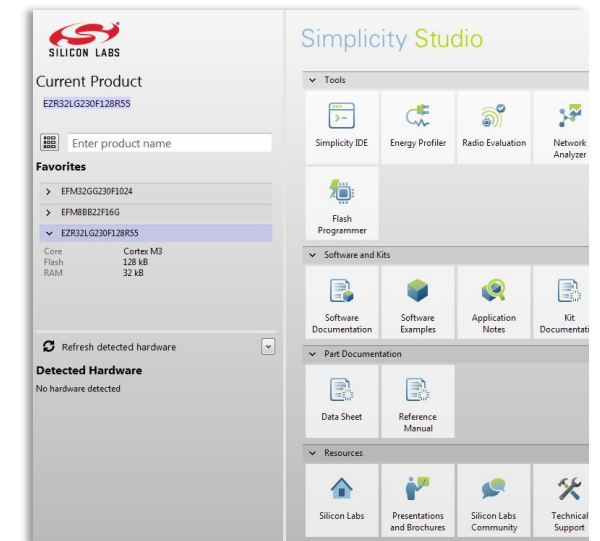 SILICON LABS
Current Product
EZR32LG230F128R55
Enter product name
Favorites
EFM32GG230F1024
EFM8BB22F16G
EZR32LG230F128R55
Core Cortex M3
Flash 128 kB
RAM 32 kB
Refresh detected hardware
Detected Hardware
No hardware detected
Simplicity Studio
Tools
Simplicity IDE
Energy Profiler
Radio Evaluation
Network
Analyzer
Flash
Programmer
Software and Kits
Software
Documentation
Software
Examples
Application
Notes
Kit
Documentati
Part Documentation
Data Sheet
Reference
Manual
Resources
Silicon Labs
Presentations
and Brochures
Silicon Labs
Community
Technical
Support